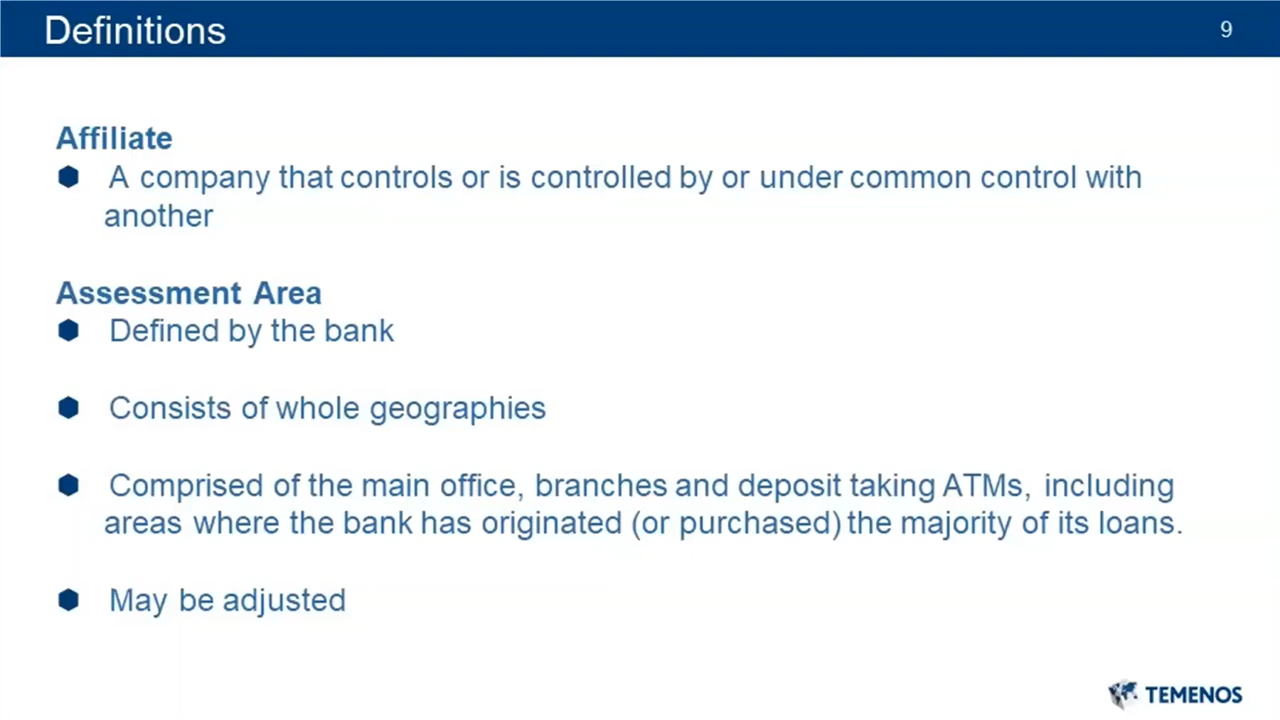 Definitions
9
Affiliate
A company that controls or is controlled by or under common control with
another
Assessment Area
Defined by the bank
Consists of whole geographies
Comprised of the main office, branches and deposit taking ATMs, including
areas where the bank has originated (or purchased) the majority of its loans.
May be adjusted
TEMENOS